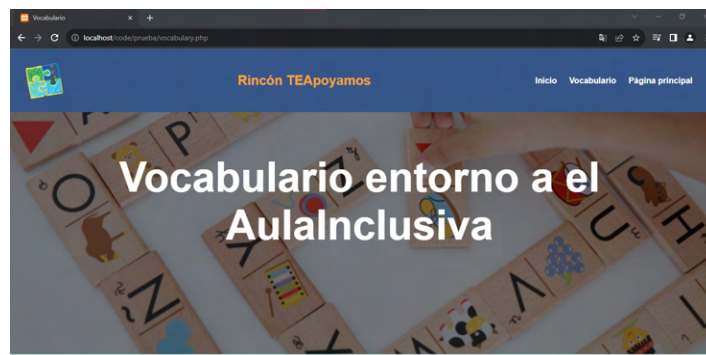 Vocabulario
localhost/code/prueba/vocabulary.php
Rincón TEApoyamos
Inicio Vocabulario Página principal
Vocabulario entorno a el
AulaInclusiva
O
P
Z
N
V
U
H
Ñ
I